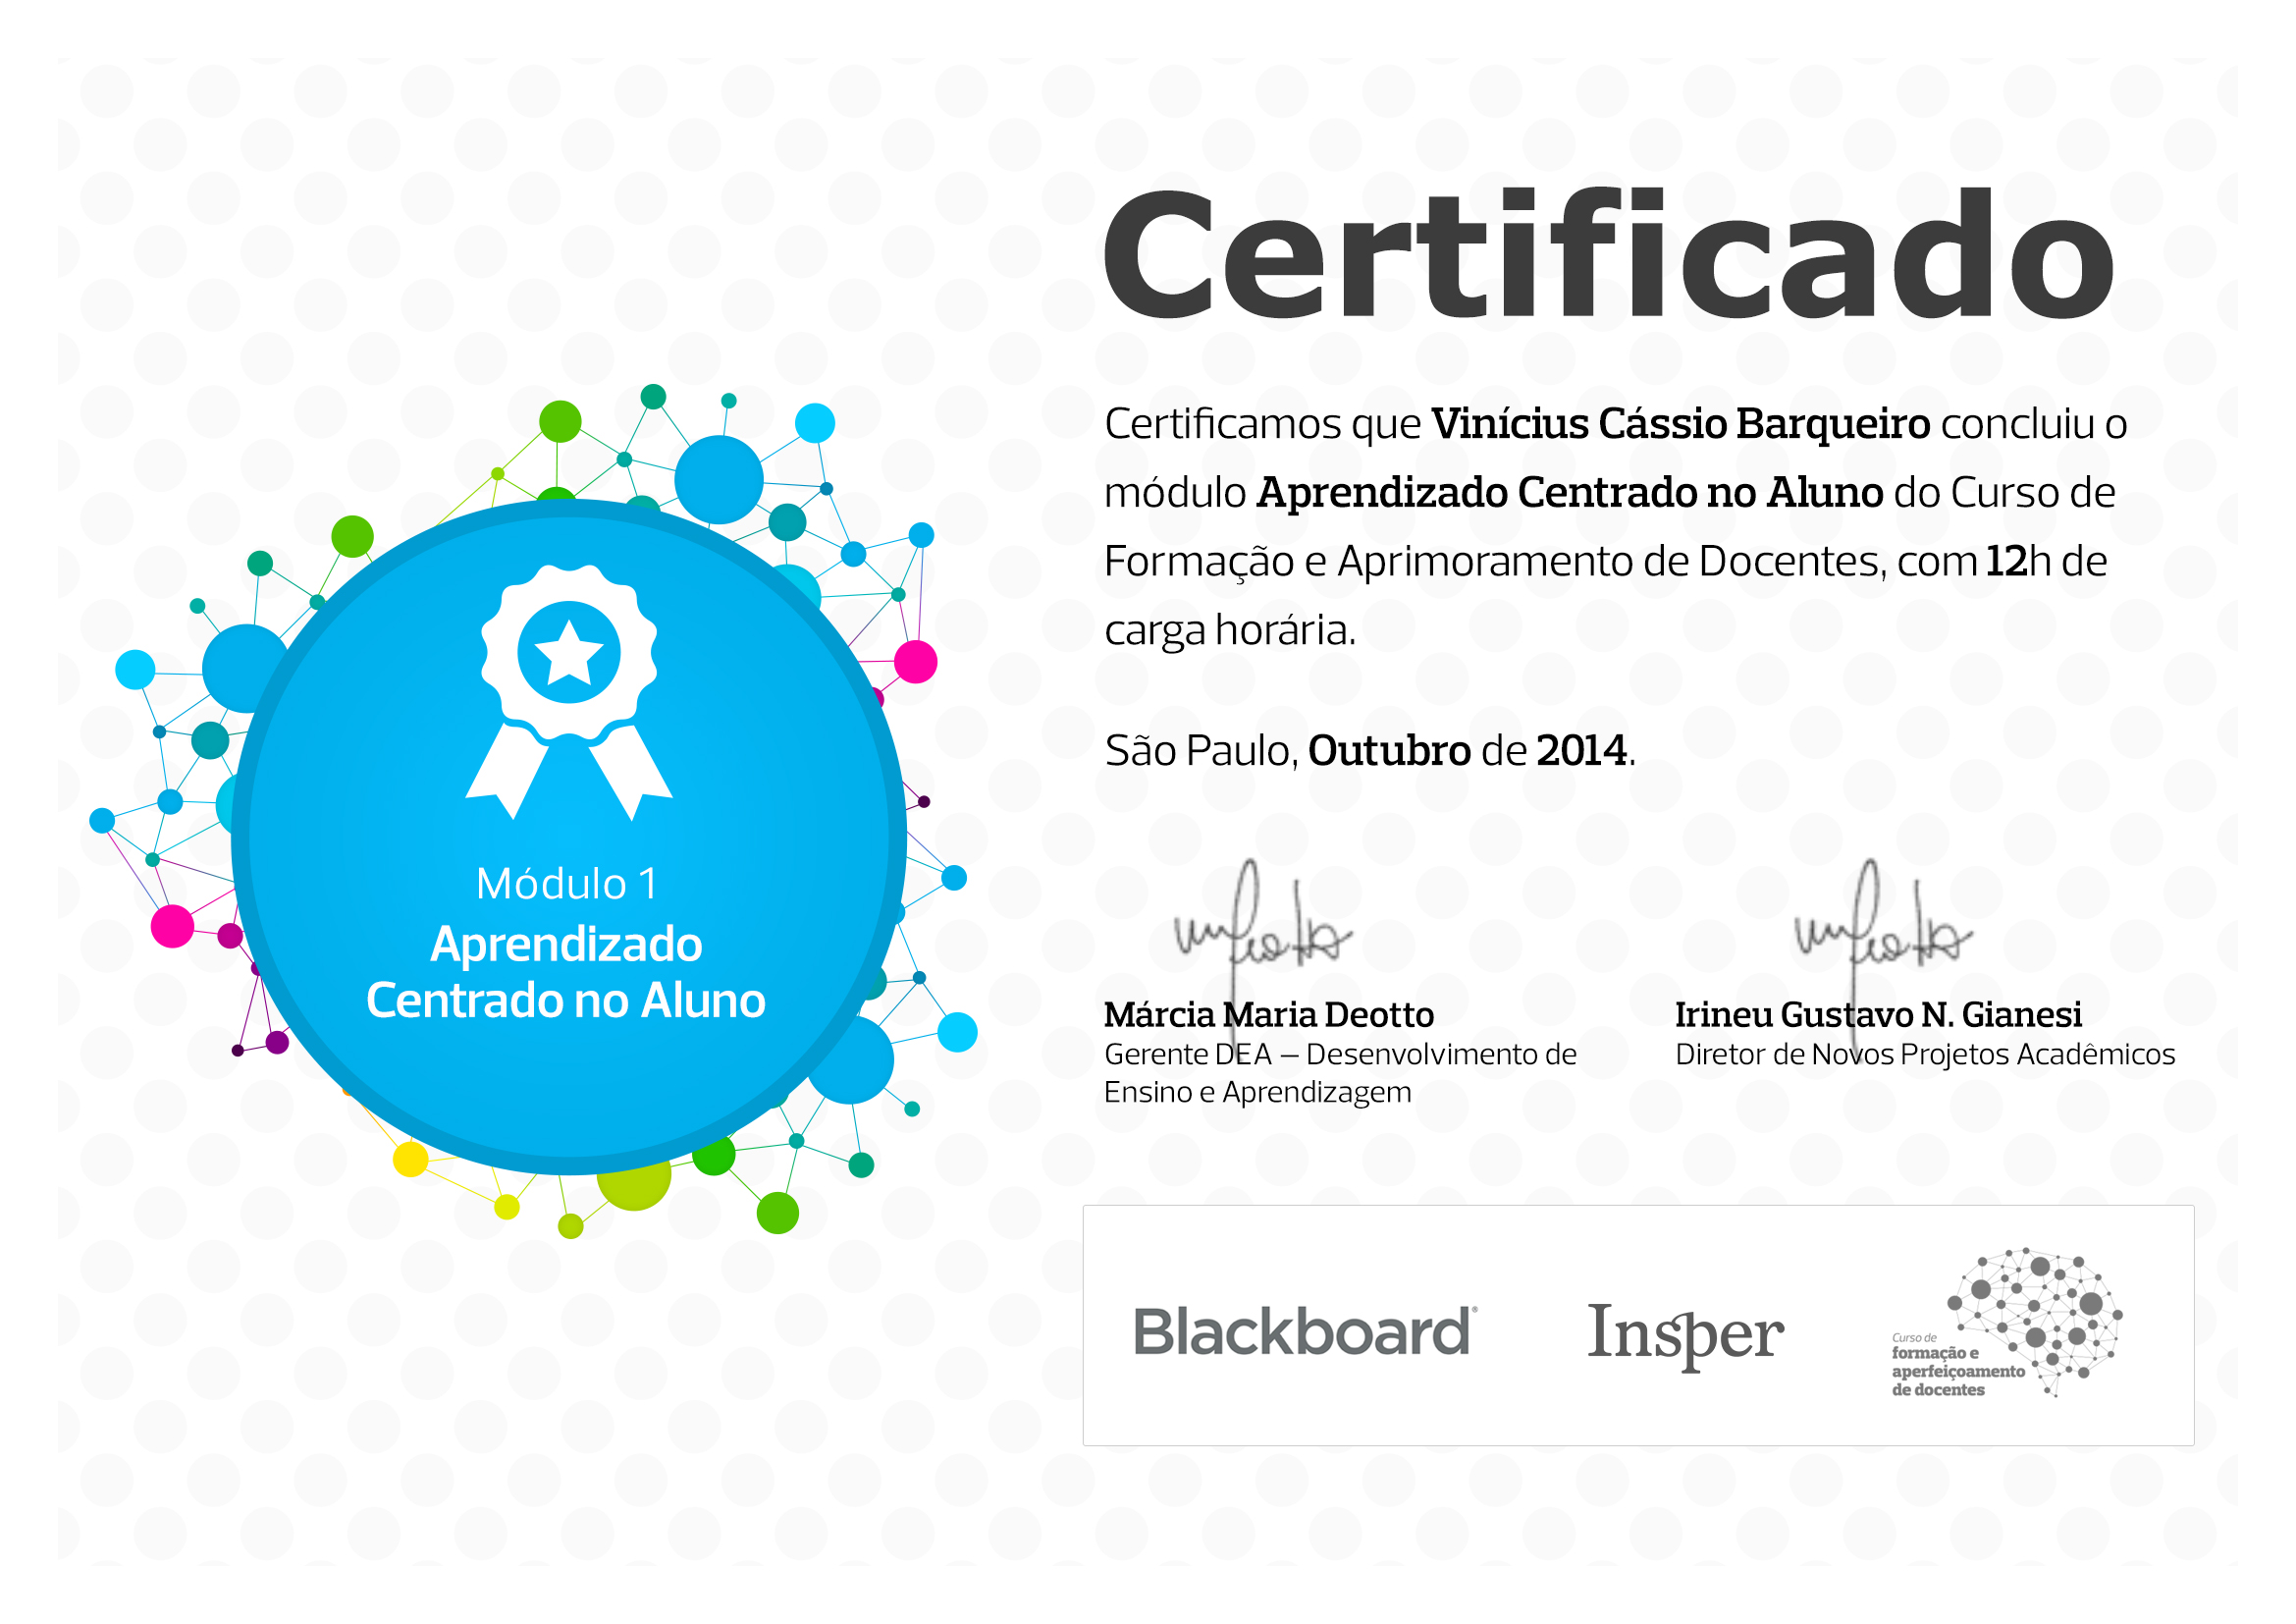 Certificado
Certificamos que Vinícius Cássio Barqueiro concluiu o
módulo Aprendizado Centrado no Aluno do Curso de
Formação e Aprimoramento de Docentes, com 12h de
carga horária.
São Paulo, Outubro de 2014.
Módulo 1
Aprendizado
Centrado no Aluno
Márcia Maria Deotto
Gerente DEA – Desenvolvimento de
Ensino e Aprendizagem
Irineu Gustavo N. Gianesi
Diretor de Novos Projetos Acadêmicos
Blackboard®
Insper
Curso de
formação e
aperfeiçoamento
de docentes